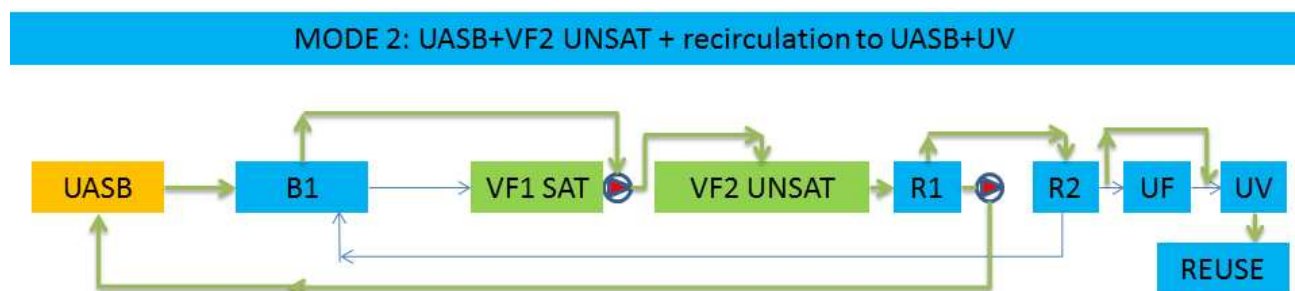 MODE 2: UASB+VF2 UNSAT + recirculation to UASB+UV
UASB
B1
VF1 SAT
VF2 UNSAT
R1
R2
UF
UV
REUSE